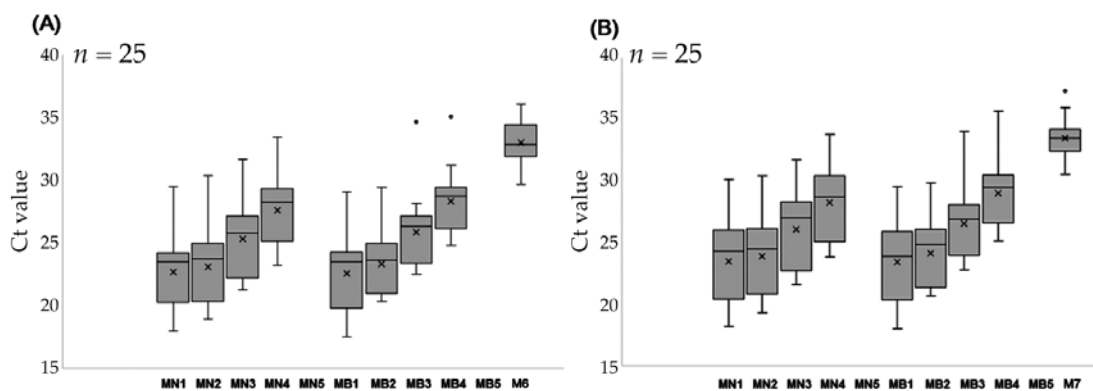 (A)
n = 25
Ct value
40
35
30
25
20
15
MN1 MN2 MN3 MN4 MN5 MB1 MB2 MB3 MB4 MB5 M6
(B)
n = 25
Ct value
40
35
30
25
20
15
MN1 MN2 MN3 MN4 MN5 MB1 MB2 MB3 MB4 MB5 M7